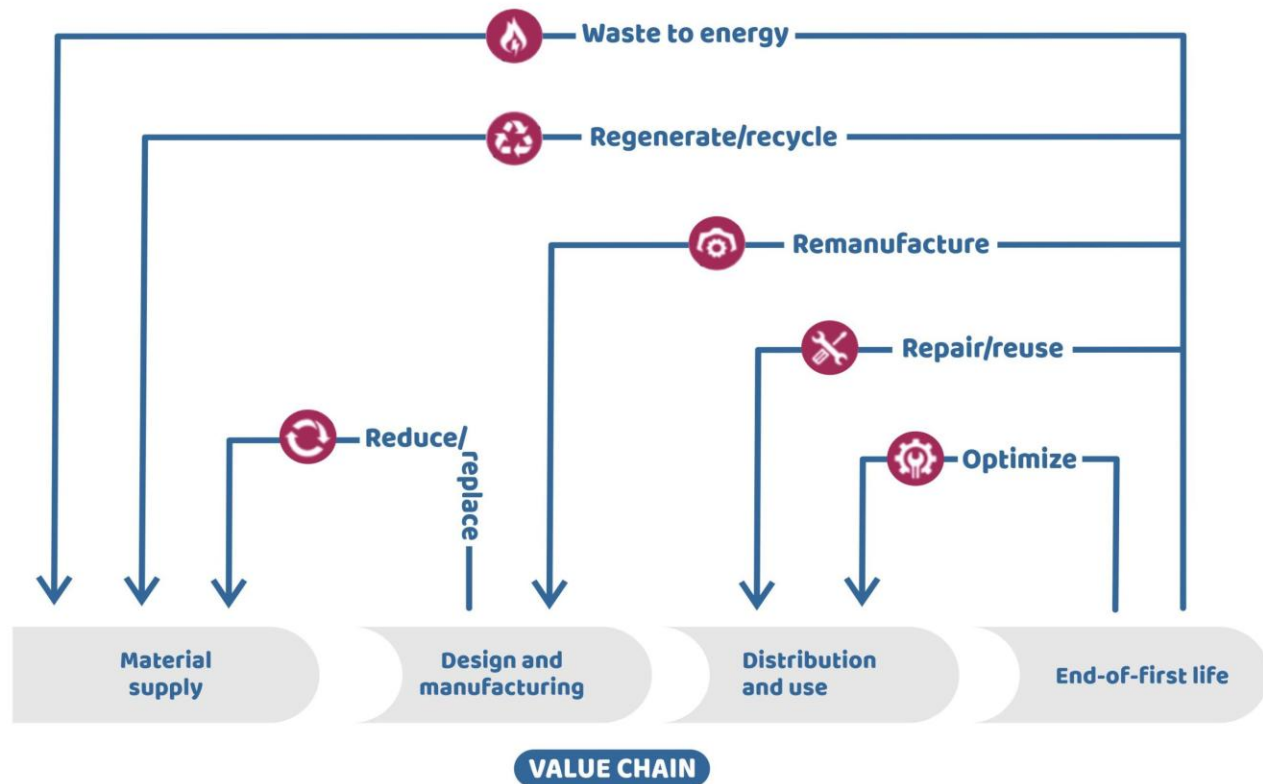 Waste to energy
Regenerate/recycle
Remanufacture
Repair/reuse
Reduce/
replace
Optimize
Material
supply
Design and
manufacturing
Distribution
and use
End-of-first life
VALUE CHAIN